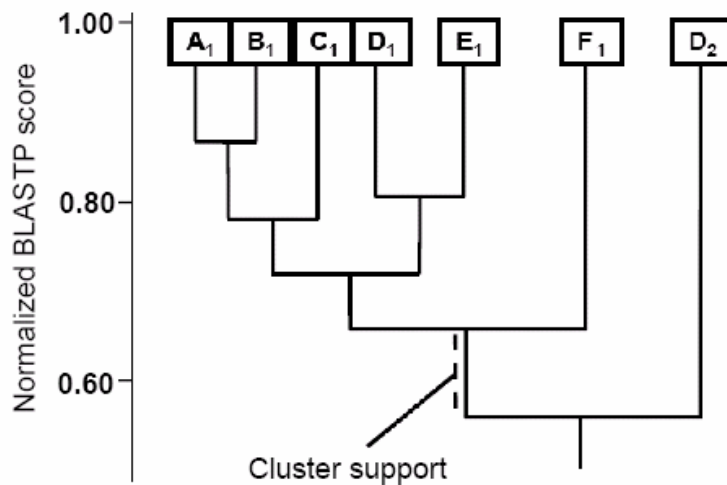 1.00
A1 B1 C1 D1 E1 F1 D2
Normalized BLASTP score
0.80
0.60
Cluster support